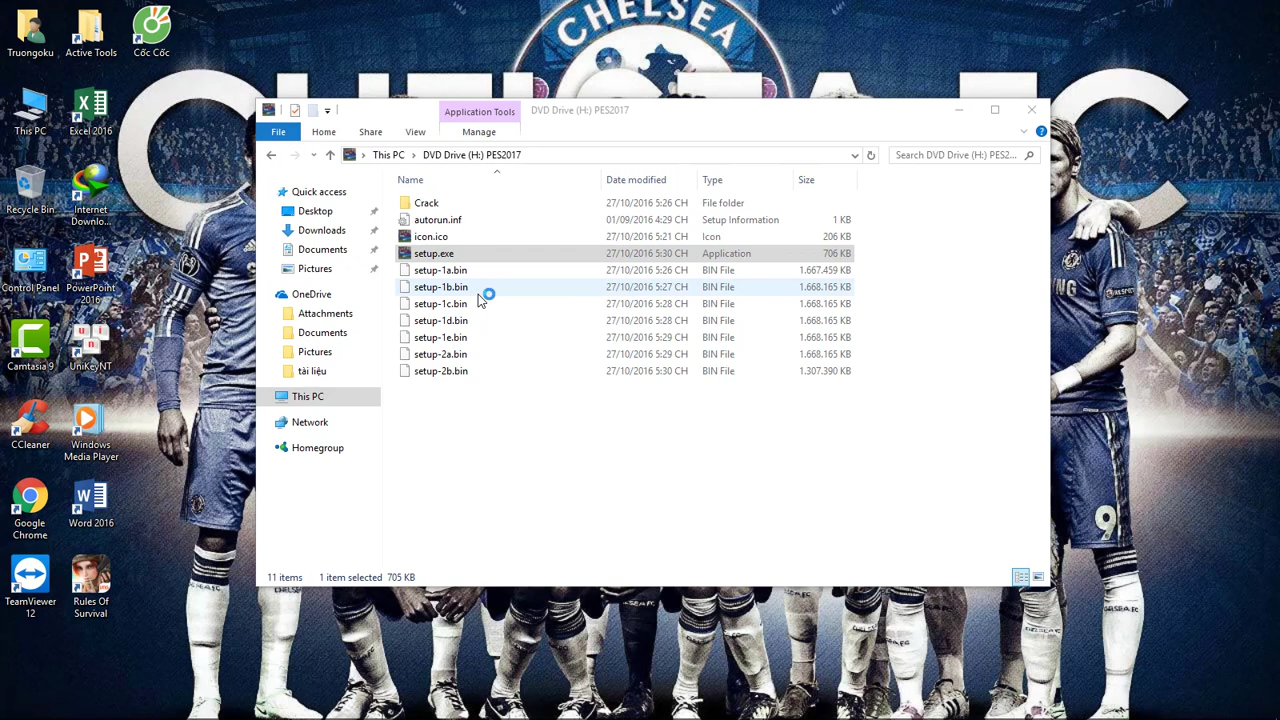 CHELSEA
CHELSEA FC
Truongoku
Active Tools
Cốc Cốc
This PC
Excel 2016
Recycle Bin
Internet
Downlo...
Control Panel
PowerPoint
2016
Camtasia 9
UniKeyNT
CCleaner
Windows
Media Player
Google
Chrome
Word 2016
TeamViewer
12
Rules Of
Survival
Application Tools
DVD Drive (H:) PES2017
File
Home
Share
View
Manage
This PC
DVD Drive (H:) PES2017
Search DVD Drive (H:) PES2...
Name
Date modified
Type
Size
Quick access
Desktop
Downloads
Documents
Pictures
OneDrive
Attachments
Documents
Pictures
tài liệu
This PC
Network
Homegroup
Crack 27/10/2016 5:26 CH File folder
autorun.inf 01/09/2016 4:29 CH Setup Information 1 KB
icon.ico 27/10/2016 5:21 CH Icon 206 KB
setup.exe 27/10/2016 5:30 CH Application 706 KB
setup-1a.bin 27/10/2016 5:26 CH BIN File 1.667.459 KB
setup-1b.bin 27/10/2016 5:27 CH BIN File 1.668.165 KB
setup-1c.bin 27/10/2016 5:28 CH BIN File 1.668.165 KB
setup-1d.bin 27/10/2016 5:28 CH BIN File 1.668.165 KB
setup-1e.bin 27/10/2016 5:29 CH BIN File 1.668.165 KB
setup-2a.bin 27/10/2016 5:29 CH BIN File 1.668.165 KB
setup-2b.bin 27/10/2016 5:30 CH BIN File 1.307.390 KB
11 items 1 item selected 705 KB
SAMSUNG
9